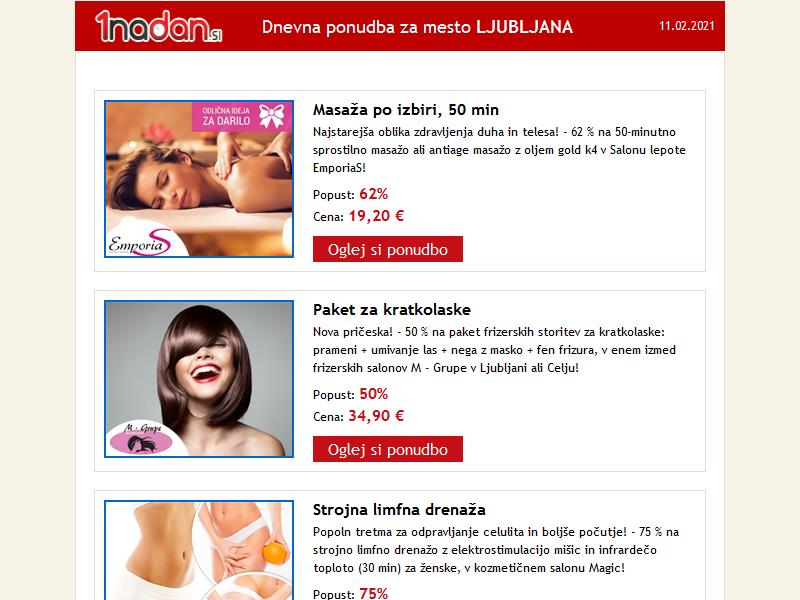 1nadan.si
Dnevna ponudba za mesto LJUBLJANA
11.02.2021
ODLIČNA IDEJA
ZA DARILO
EmporiaS
Masaža po izbiri, 50 min
Najstarejša oblika zdravljenja duha in telesa! - 62 % na 50-minutno
sprostilno masažo ali antiage masažo z oljem gold k4 v Salonu lepote
EmporiaS!
Popust: 62%
Cena: 19,20 €
Oglej si ponudbo
M - Grupe
Paket za kratkolaske
Nova pričeska! - 50 % na paket frizerskih storitev za kratkolaske:
prameni + umivanje las + nega z masko + fen frizura, v enem izmed
frizerskih salonov M - Grupe v Ljubljani ali Celju!
Popust: 50%
Cena: 34,90 €
Oglej si ponudbo
Strojna limfna drenaža
Popoln tretma za odpravljanje celulita in boljše počutje! - 75 % na
strojno limfno drenažo z elektrostimulacijo mišic in infrardečo
toploto (30 min) za ženske, v kozmetičnem salonu Magic!
Popust: 75%